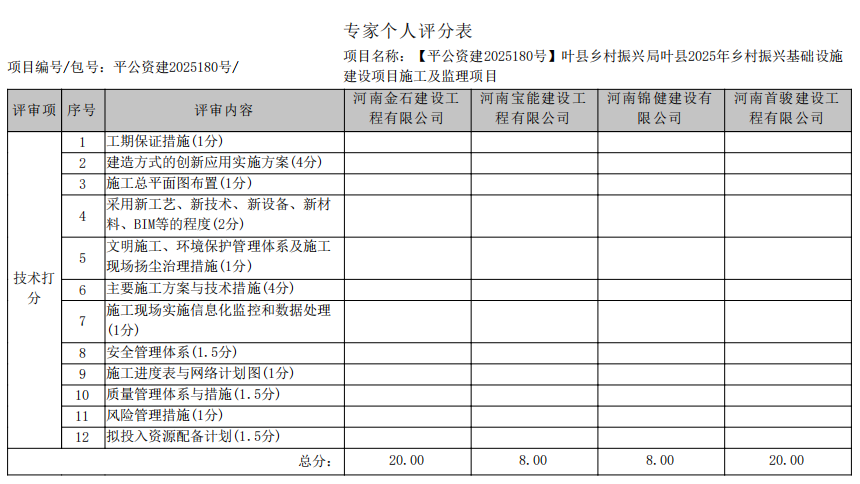 专家个人评分表
项目编号/包号：平公资建2025180号/
项目名称：【平公资建2025180号】叶县乡村振兴局叶县2025年乡村振兴基础设施
建设项目施工及监理项目
评审项 序号 评审内容 河南金石建设工 河南宝能建设工 河南锦健建设有 河南首骏建设工
程有限公司 程有限公司 限公司 程有限公司
技术打
分
1 工期保证措施(1分)
2 建造方式的创新应用实施方案(4分)
3 施工总平面图布置(1分)
4 采用新工艺、新技术、新设备、新材
料、BIM等的程度(2分)
5 文明施工、环境保护管理体系及施工
现场扬尘治理措施(1分)
6 主要施工方案与技术措施(4分)
7 施工现场实施信息化监控和数据处理
(1分)
8 安全管理体系(1.5分)
9 施工进度表与网络计划图(1分)
10 质量管理体系与措施(1.5分)
11 风险管理措施(1分)
12 拟投入资源配备计划(1.5分)
总分： 20.00 8.00 8.00 20.00